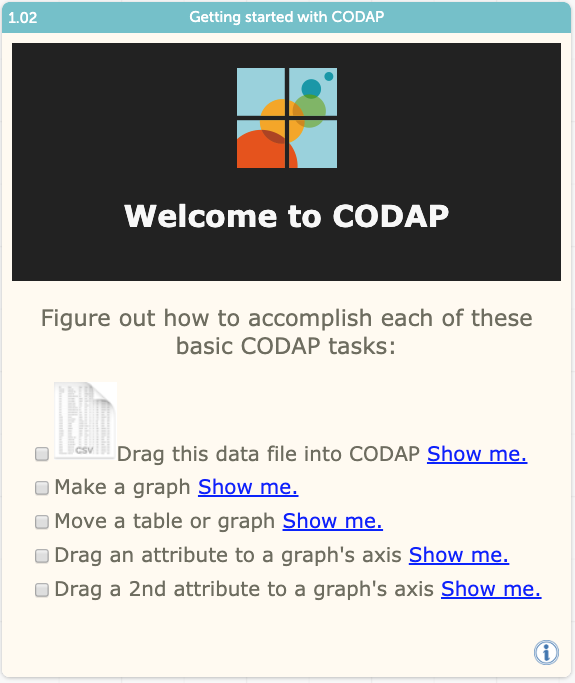 1.02
Getting started with CODAP
Welcome to CODAP
Figure out how to accomplish each of these
basic CODAP tasks:
CSV
Drag this data file into CODAP Show me.
Make a graph Show me.
Move a table or graph Show me.
Drag an attribute to a graph's axis Show me.
Drag a 2nd attribute to a graph's axis Show me.